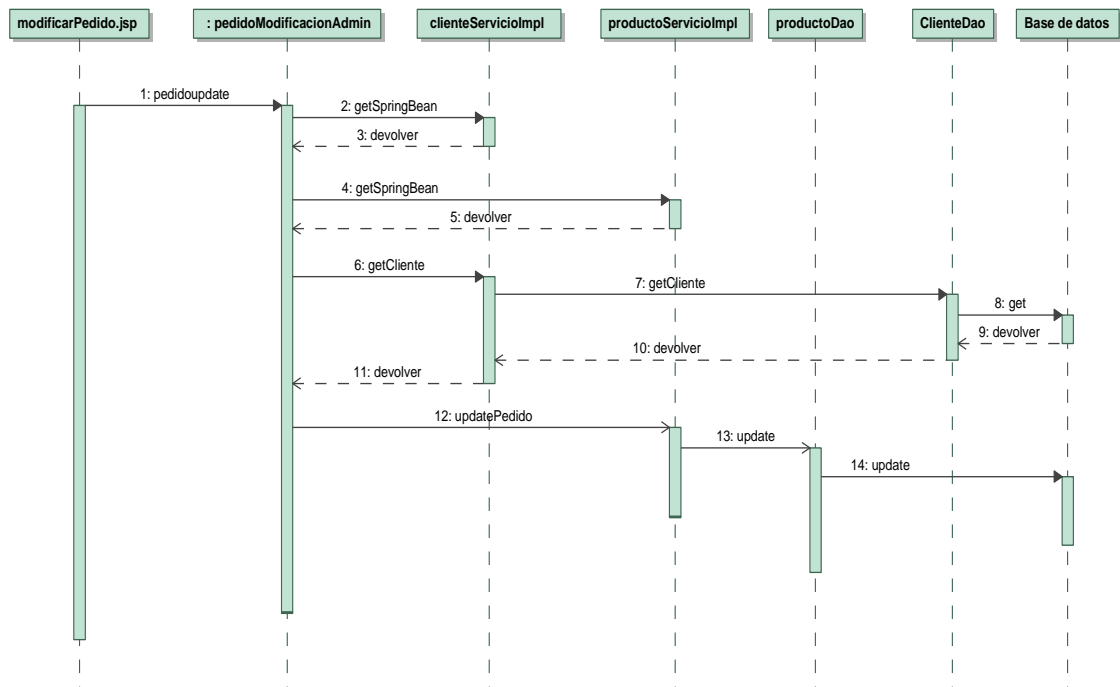 modificarPedido.jsp
: pedidoModificacionAdmin
clienteServicioImpl
productoServicioImpl
productoDao
ClienteDao
Base de datos
1: pedidoupdate
2: getSpringBean
3: devolver
4: getSpringBean
5: devolver
6: getCliente
7: getCliente
8: get
9: devolver
10: devolver
11: devolver
12: updatePedido
13: update
14: update